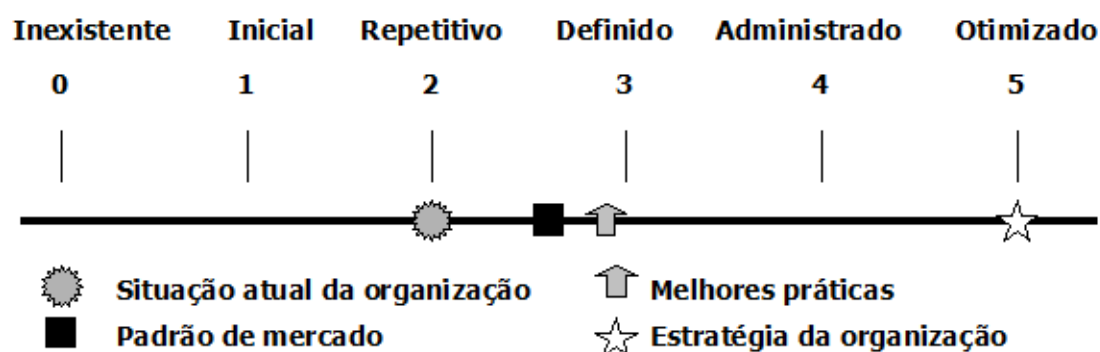 Inexistente Inicial Repetitivo Definido Administrado Otimizado
0 1 2 3 4 5
Situação atual da organização Melhores práticas
Padrão de mercado Estratégia da organização